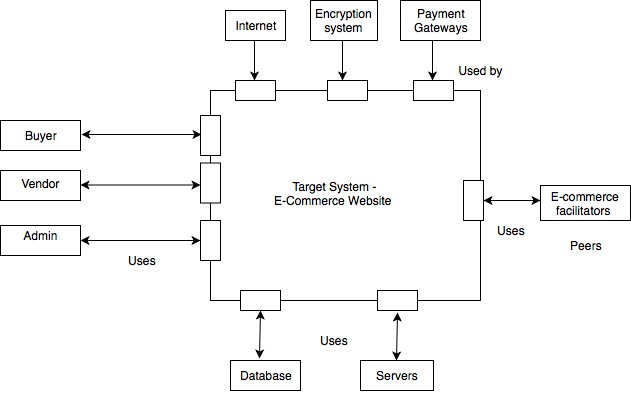 Internet
Encryption
system
Payment
Gateways
Used by
Buyer
Vendor
Admin
Uses
Target System -
E-Commerce Website
E-commerce
facilitators
Uses
Peers
Uses
Database
Servers